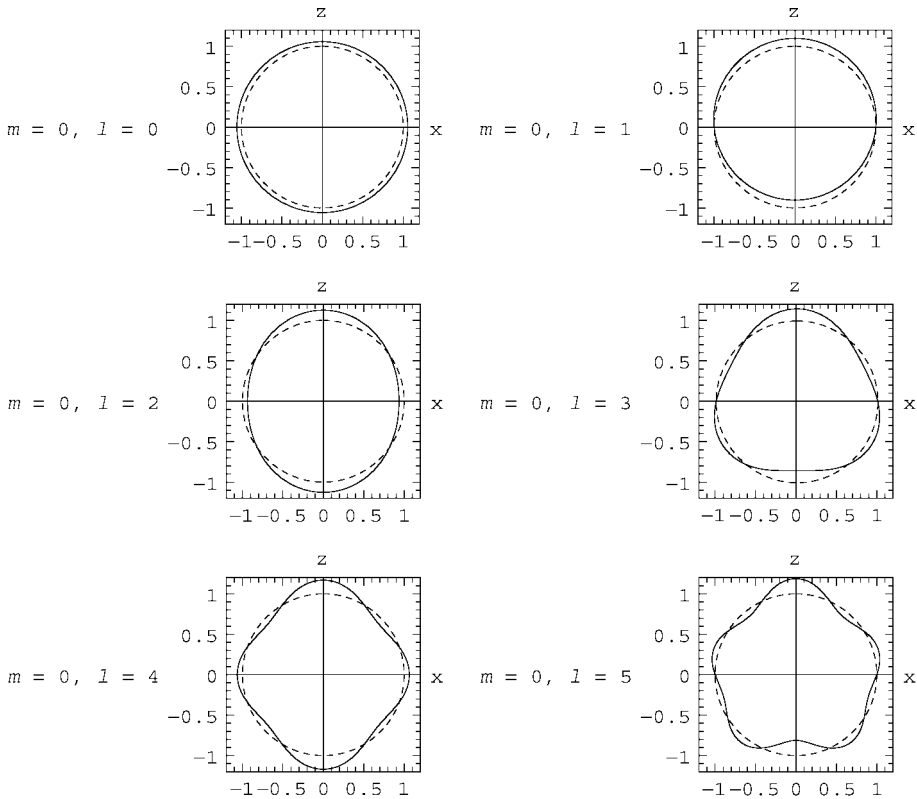 z z
1 1
0.5 0.5
m = 0, l = 0 0 x m = 0, l = 1 0 x
-0.5 -0.5
-1 -1
-1-0.5 0 0.5 1 -1-0.5 0 0.5 1
z z
1 1
0.5 0.5
m = 0, l = 2 0 x m = 0, l = 3 0 x
-0.5 -0.5
-1 -1
-1-0.5 0 0.5 1 -1-0.5 0 0.5 1
z z
1 1
0.5 0.5
m = 0, l = 4 0 x m = 0, l = 5 0 x
-0.5 -0.5
-1 -1
-1-0.5 0 0.5 1 -1-0.5 0 0.5 1